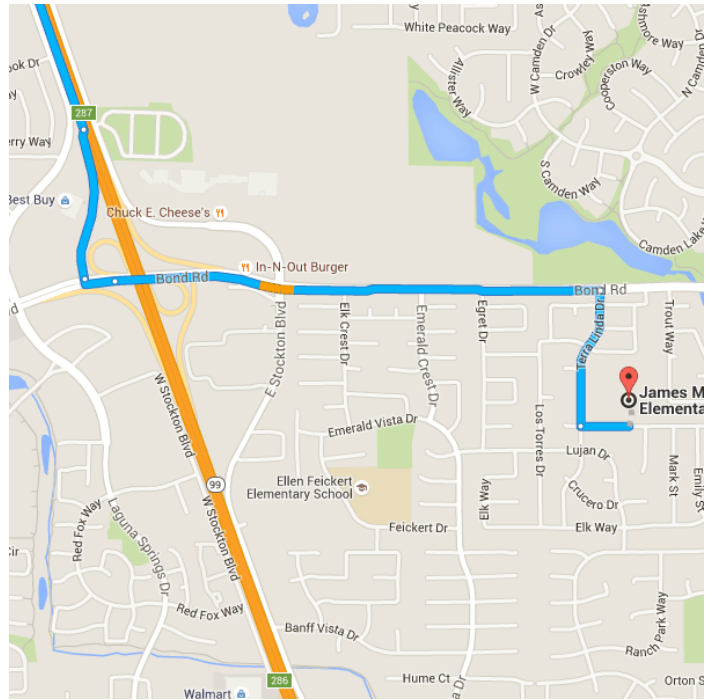 White Peacock Way
Allister Way
W Camden
Crowley Way
Cooperston Way
N Camden
S Camden Way
Camden Lake
ook Dr
287
erry Way
Best Buy
Chuck E. Cheese's
In-N-Out Burger
Bond Rd
Bond Rd
E Stockton Blvd
Elk Crest Dr
Emerald Crest Dr
Egret Dr
Terra Linda Dr
Trout Way
James M
Elementa
W Stockton Blvd
Emerald Vista Dr
Los Torres Dr
Lujan Dr
Mark St
Emily St
Crucero Dr
Ellen Feickert
Elementary School
99
W Stockton Blvd
Laguna Springs Dr
Red Fox Way
Feickert Dr
Elk Way
Elk Way
Cir
Red Fox Way
Banff Vista Dr
Ranch Park Way
286
Hume Ct
a Dr
Walmart
Orton S